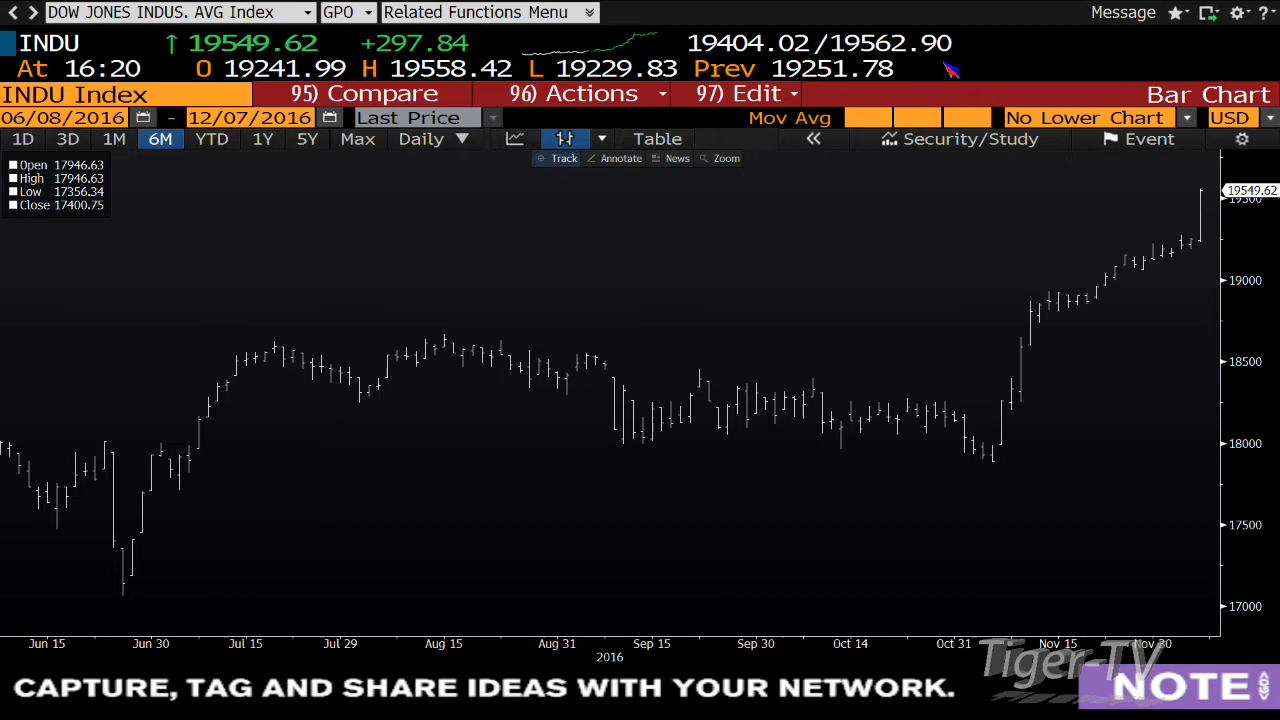 DOW JONES INDUS. AVG Index GPO Related Functions Menu Message ?
INDU ↑ 19549.62 +297.84 19404.02/19562.90
At 16:20 O 19241.99 H 19558.42 L 19229.83 Prev 19251.78
INDU Index 95) Compare 96) Actions 97) Edit Bar Chart
06/08/2016 - 12/07/2016 Last Price Mov Avg No Lower Chart USD
1D 3D 1M 6M YTD 1Y 5Y Max Daily ▼ Table « Security/Study Event
Track Annotate News Zoom
Open 17946.63
High 17946.63
Low 17356.34
Close 17400.75
19549.62
19500
19000
18500
18000
17500
17000
Jun 15 Jun 30 Jul 15 Jul 29 Aug 15 Aug 31 Sep 15 Sep 30 Oct 14 Oct 31 Nov 15 Nov 30
2016
Tiger-TV
CAPTURE, TAG AND SHARE IDEAS WITH YOUR NETWORK. NOTE <GO>